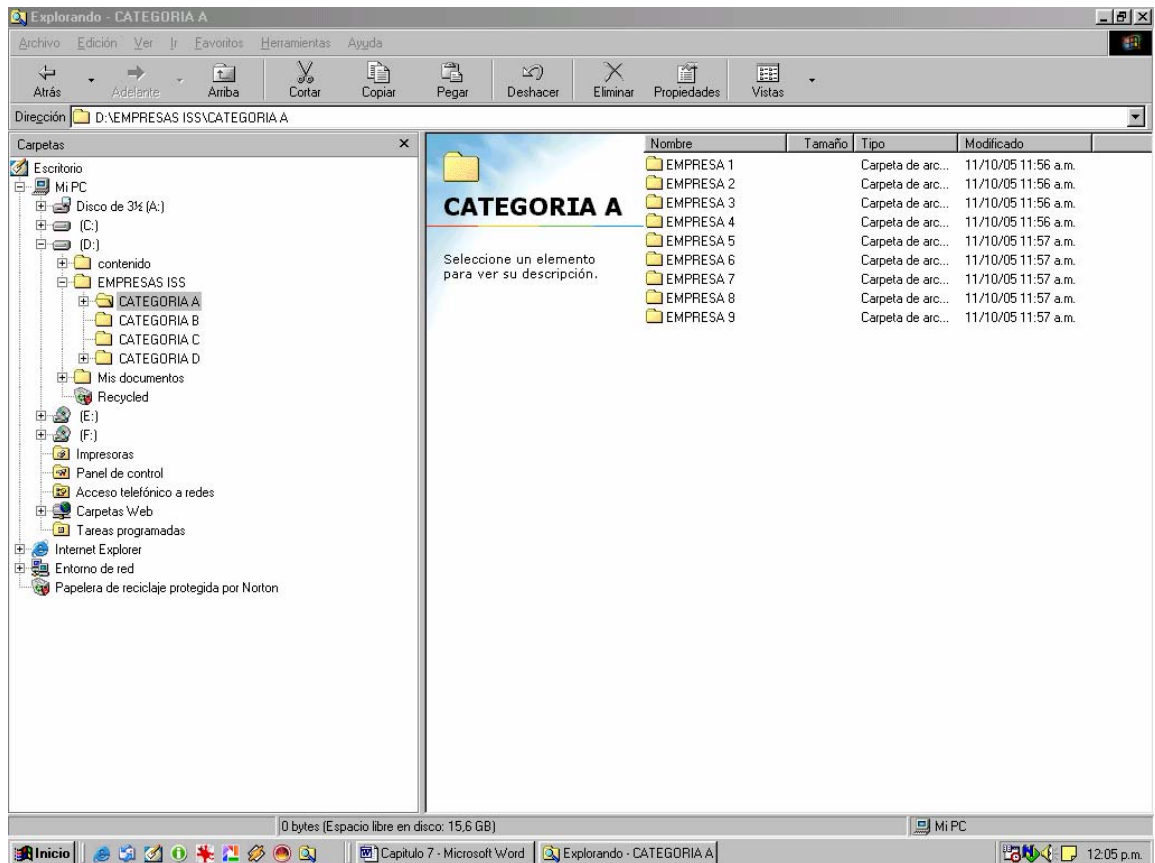 Explorando - CATEGORIA A
Archivo Edición Ver Ir Favoritos Herramientas Ayuda
Atrás Adelante Arriba Cortar Copiar Pegar Deshacer Eliminar Propiedades Vistas
Dirección D:\EMPRESAS ISS\CATEGORIA A
Carpetas
Escritorio
Mi PC
Disco de 3½ (A:)
(C:)
(D:)
contenido
EMPRESAS ISS
CATEGORIA A
CATEGORIA B
CATEGORIA C
CATEGORIA D
Mis documentos
Recycled
(E:)
(F:)
Impresoras
Panel de control
Acceso telefónico a redes
Carpetas Web
Tareas programadas
Internet Explorer
Entorno de red
Papelera de reciclaje protegida por Norton
CATEGORIA A
Seleccione un elemento
para ver su descripción.
Nombre Tamaño Tipo Modificado
EMPRESA 1 Carpeta de arc... 11/10/05 11:56 a.m.
EMPRESA 2 Carpeta de arc... 11/10/05 11:56 a.m.
EMPRESA 3 Carpeta de arc... 11/10/05 11:56 a.m.
EMPRESA 4 Carpeta de arc... 11/10/05 11:56 a.m.
EMPRESA 5 Carpeta de arc... 11/10/05 11:57 a.m.
EMPRESA 6 Carpeta de arc... 11/10/05 11:57 a.m.
EMPRESA 7 Carpeta de arc... 11/10/05 11:57 a.m.
EMPRESA 8 Carpeta de arc... 11/10/05 11:57 a.m.
EMPRESA 9 Carpeta de arc... 11/10/05 11:57 a.m.
0 bytes (Espacio libre en disco: 15,6 GB) Mi PC
Inicio Capitulo 7 - Microsoft Word Explorando - CATEGORIA A 12:05 p.m.